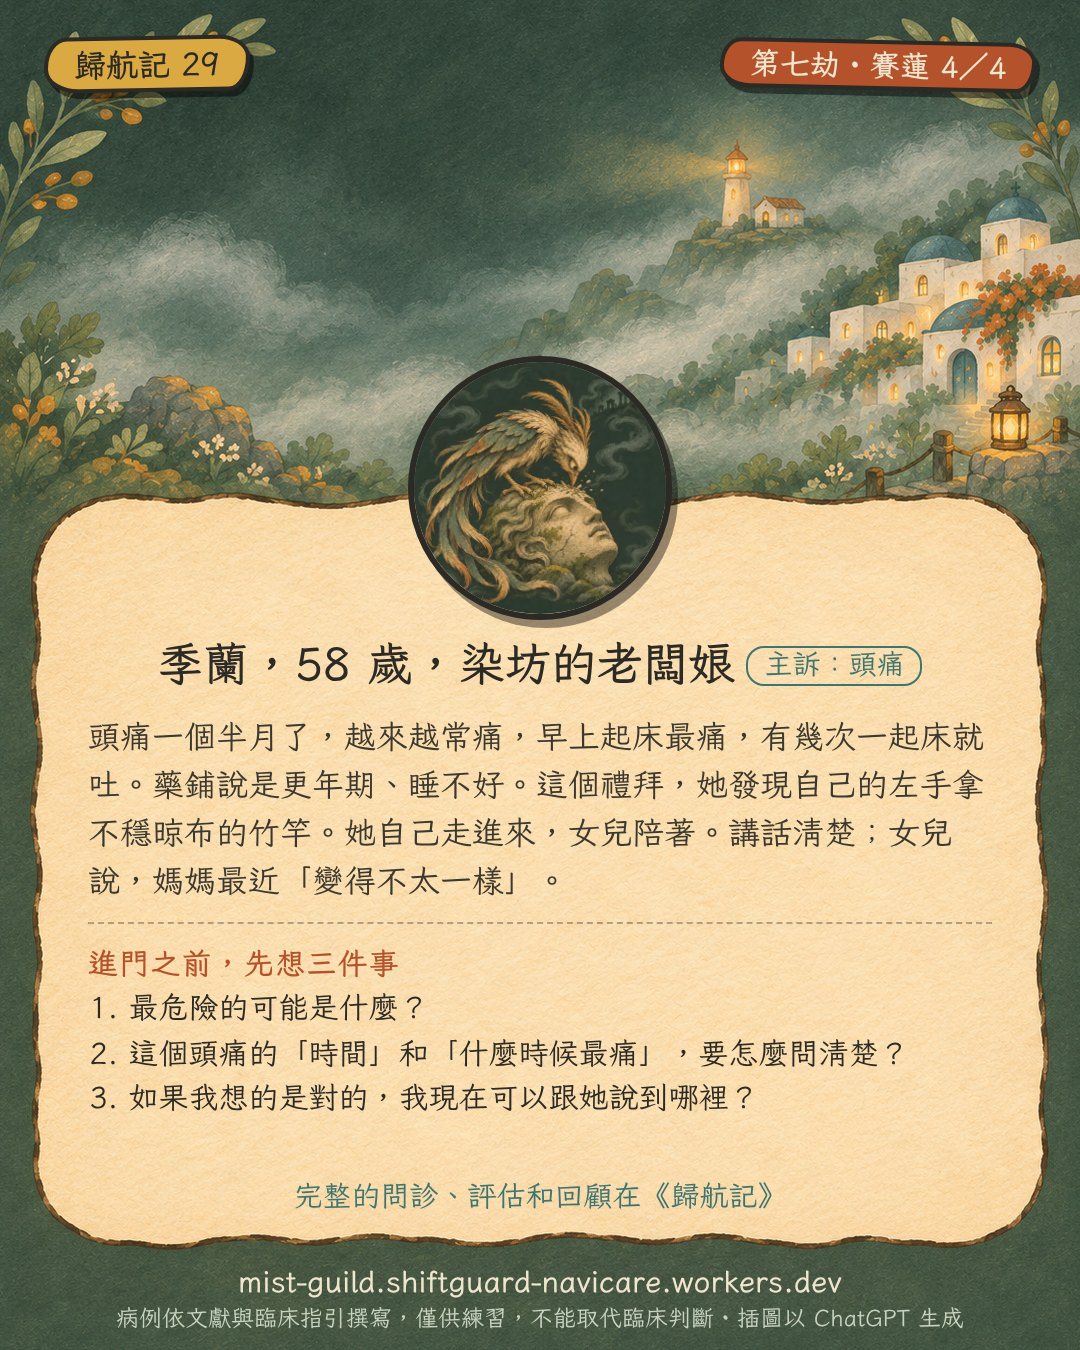 歸航記 29
第七劫・賽蓮 4／4
季蘭，58 歲，染坊的老闆娘
主訴：頭痛
頭痛一個半月了，越來越常痛，早上起床最痛，有幾次一起床就
吐。藥鋪說是更年期、睡不好。這個禮拜，她發現自己的左手拿
不穩晾布的竹竿。她自己走進來，女兒陪著。講話清楚；女兒
說，媽媽最近「變得不太一樣」。
進門之前，先想三件事
1. 最危險的可能是什麼？
2. 這個頭痛的「時間」和「什麼時候最痛」，要怎麼問清楚？
3. 如果我想的是對的，我現在可以跟她說到哪裡？
完整的問診、評估和回顧在《歸航記》
mist-guild.shiftguard-navicare.workers.dev
病例依文獻與臨床指引撰寫，僅供練習，不能取代臨床判斷・插圖以 ChatGPT 生成